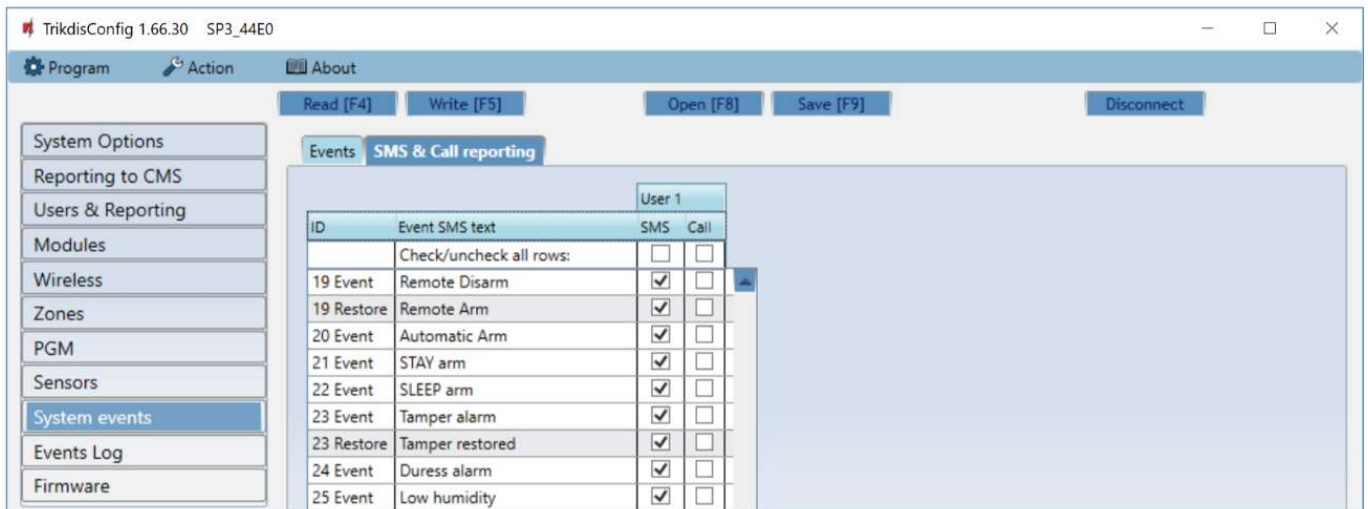 TrikdisConfig 1.66.30 SP3_44E0
Program Action About
Read [F4] Write [F5] Open [F8] Save [F9] Disconnect
System Options
Reporting to CMS
Users & Reporting
Modules
Wireless
Zones
PGM
Sensors
System events
Events Log
Firmware
Events SMS & Call reporting
User 1
ID Event SMS text SMS Call
Check/uncheck all rows:
19 Event Remote Disarm
19 Restore Remote Arm
20 Event Automatic Arm
21 Event STAY arm
22 Event SLEEP arm
23 Event Tamper alarm
23 Restore Tamper restored
24 Event Duress alarm
25 Event Low humidity